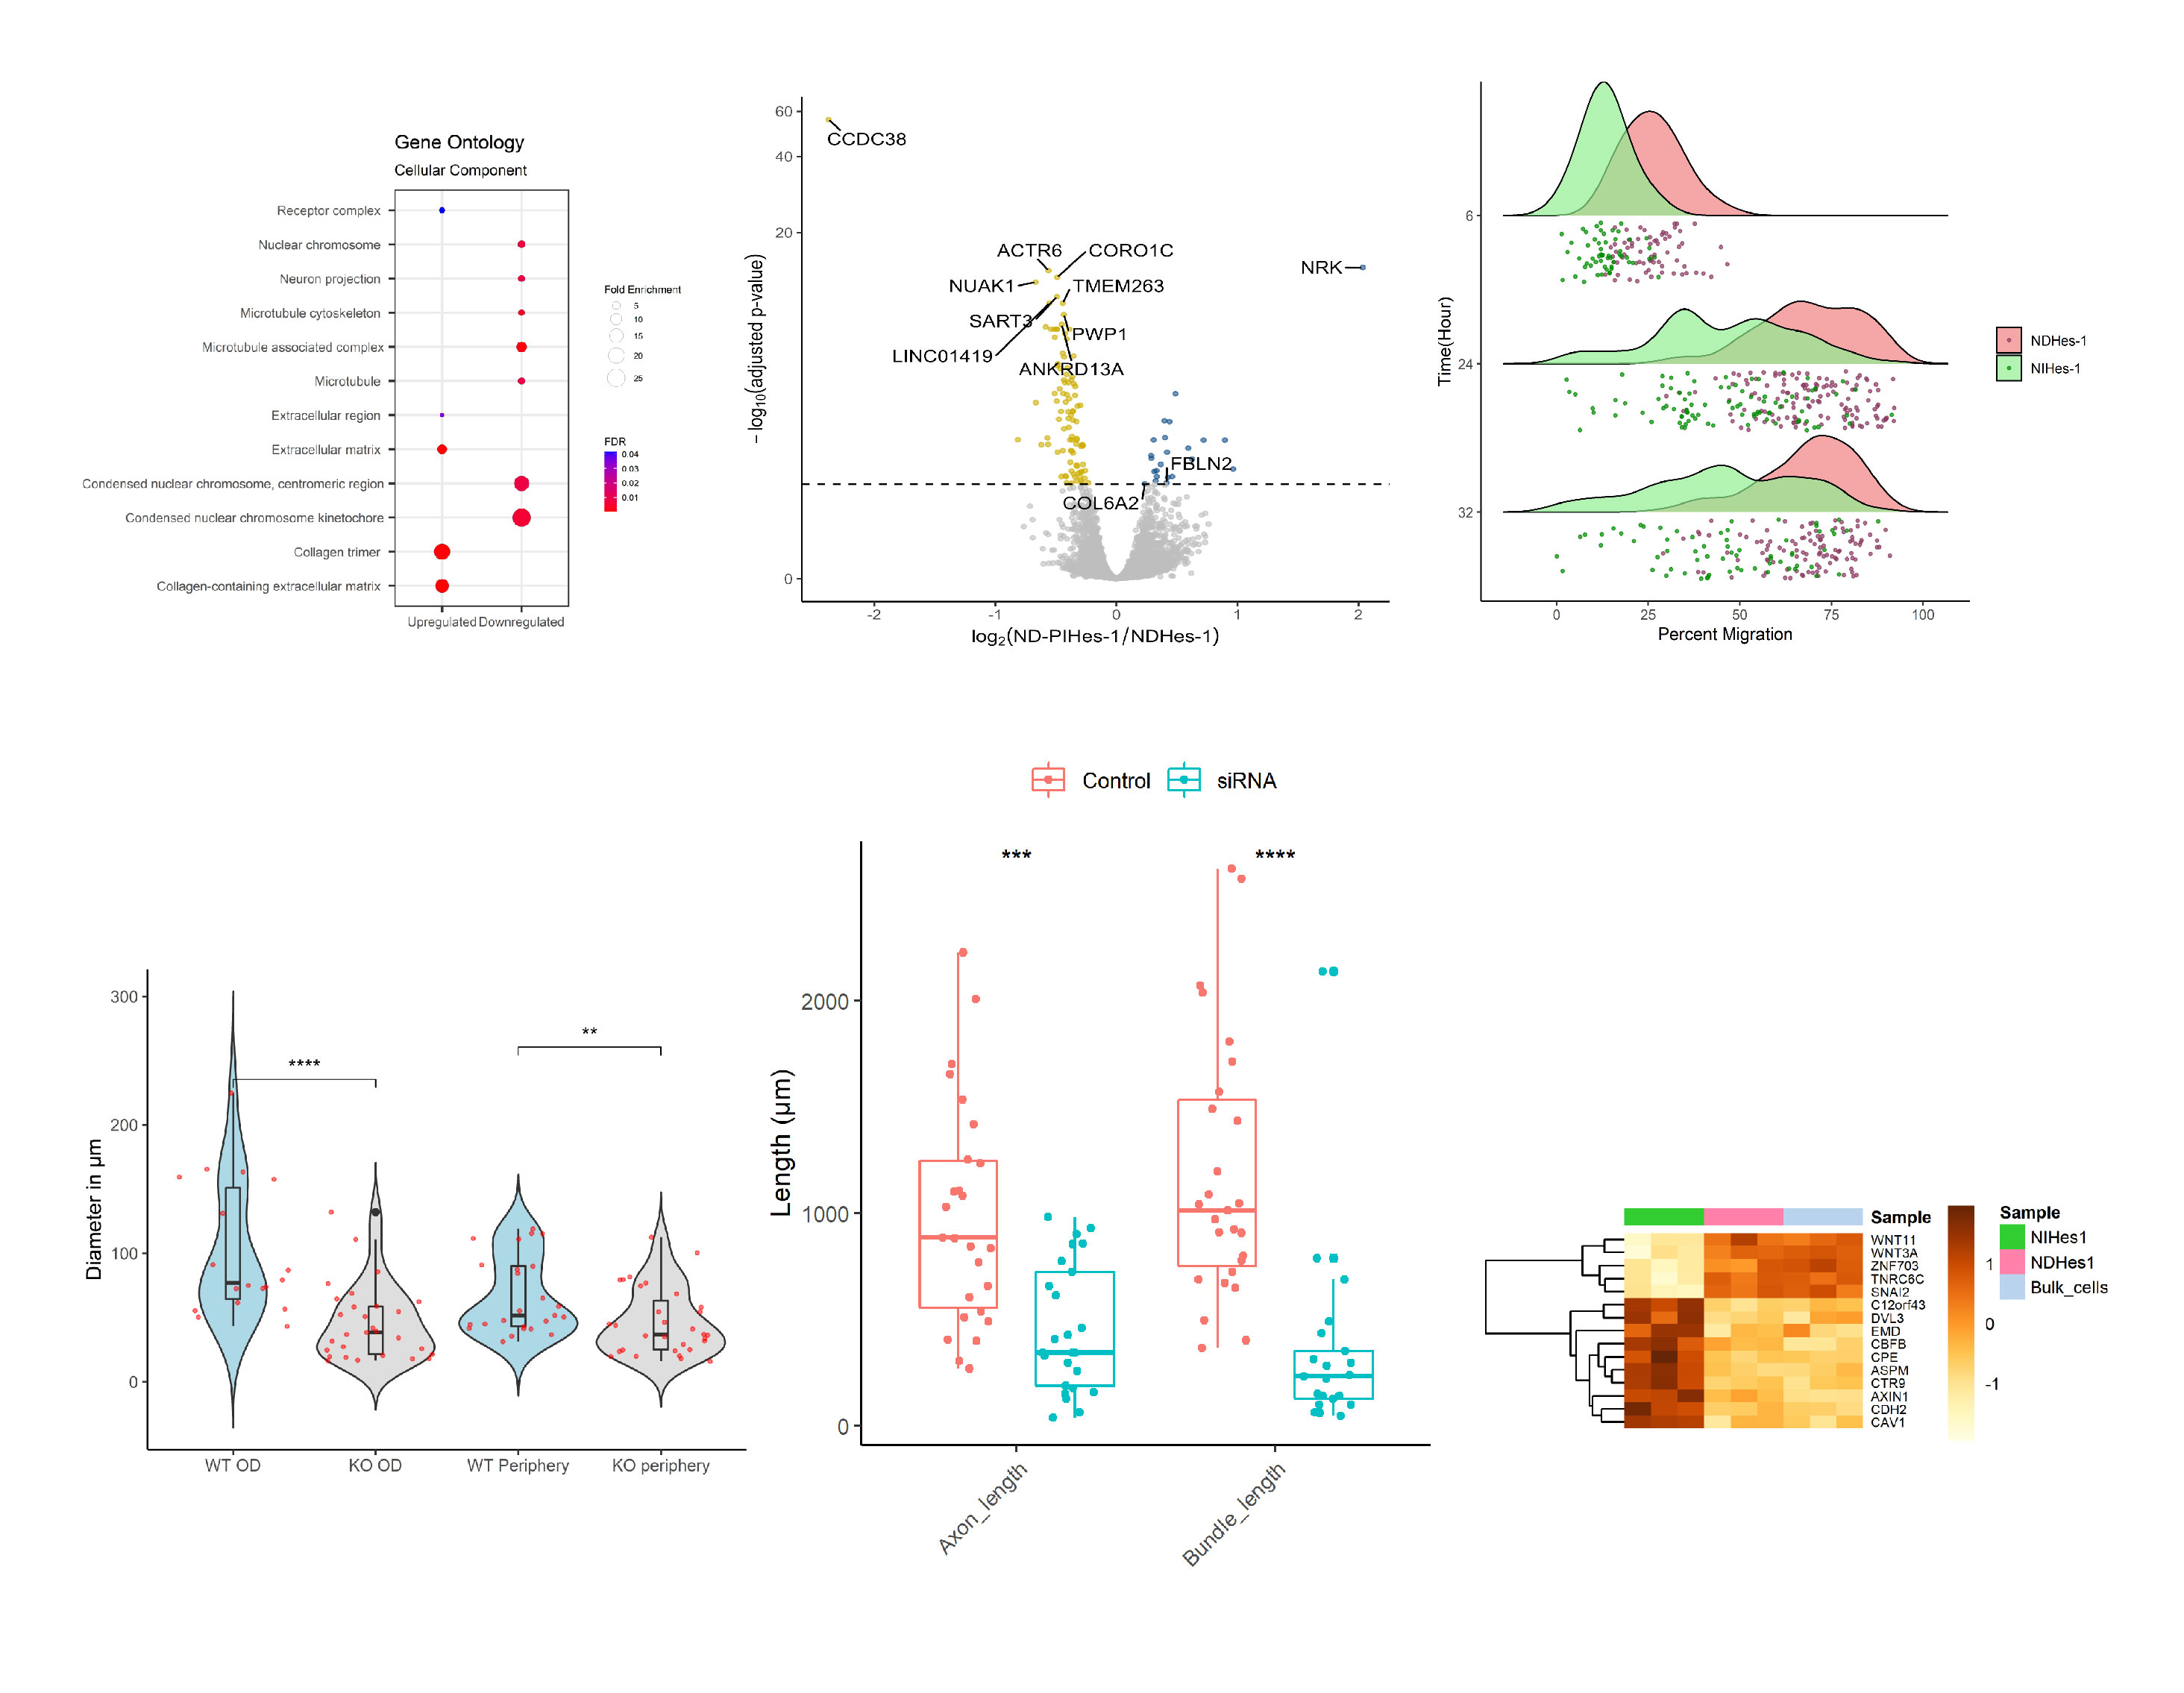 Gene Ontology
Cellular Component
Receptor complex
Nuclear chromosome
Neuron projection
Microtubule cytoskeleton
Microtubule associated complex
Microtubule
Extracellular region
Extracellular matrix
Condensed nuclear chromosome, centromeric region
Condensed nuclear chromosome kinetochore
Collagen trimer
Collagen-containing extracellular matrix
Upregulated Downregulated
Fold Enrichment
5
10
15
20
25
FDR
0.04
0.03
0.02
0.01
−log10(adjusted p-value)
60
40
20
0
CCDC38
ACTR6
CORO1C
NRK
NUAK1
TMEM263
SART3
PWP1
LINC01419
ANKRD13A
FBLN2
COL6A2
-2 -1 0 1 2
log2(ND-PIHes-1/NDHes-1)
Time(Hour)
6
24
32
0 25 50 75 100
Percent Migration
NDHes-1
NIHes-1
Diameter in µm
300
200
100
0
****
**
WT OD KO OD WT Periphery KO periphery
Control siRNA
Length (µm)
2000
1000
0
*** ****
Axon_length
Bundle_length
Sample
WNT11
WNT3A
ZNF703
TNRC6C
SNAI2
C12orf43
DVL3
EMD
CBFB
CPE
ASPM
CTR9
AXIN1
CDH2
CAV1
1
0
-1
Sample
NIHes1
NDHes1
Bulk_cells